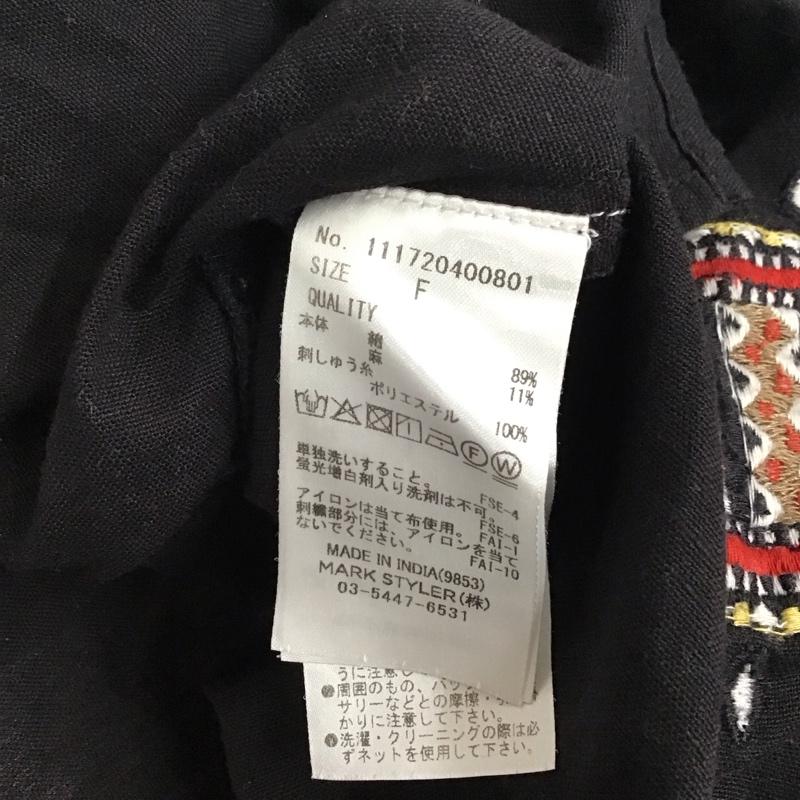 No. 111720400801
SIZE F
QUALITY
本体 綿 89%
麻 11%
刺しゅう糸
ポリエステル 100%
F W
単独洗いすること。 FSE-4
蛍光増白剤入り洗剤は不可。 FSE-6
アイロンは当て布使用。 FAI-1
刺繍部分には、アイロンを当て
ないでください。 FAI-10
MADE IN INDIA(9853)
MARK STYLER(株)
03-5447-6531
うに注意し
●周囲のもの、バッ
サリーなどとの摩擦・
かりに注意して下さい。
●洗濯・クリーニングの際は必
ずネットを使用して下さい。